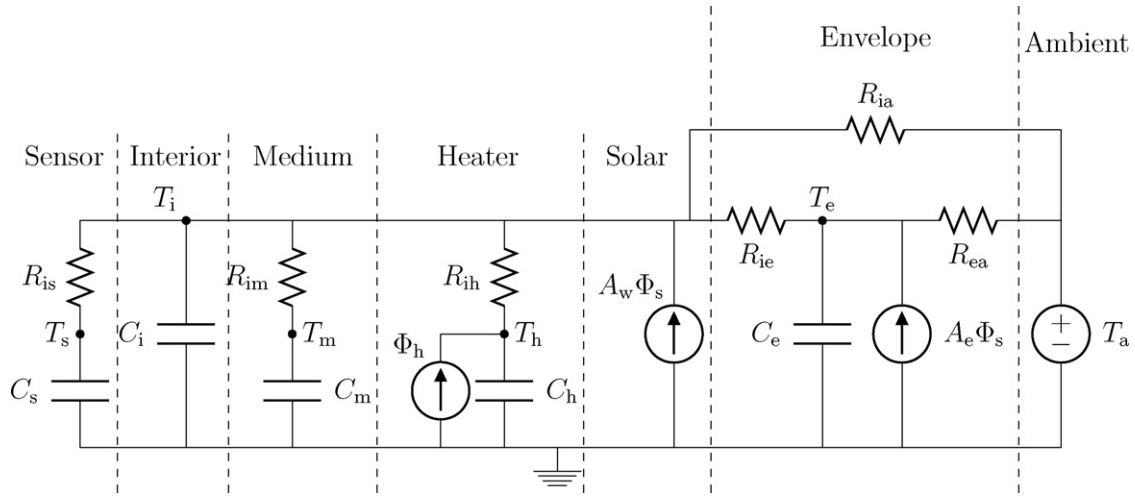 Envelope
Ambient
R_ia
Sensor
Interior
Medium
Heater
Solar
T_i
T_e
R_is
R_im
R_ih
A_wΦ_s
R_ie
R_ea
T_s
C_i
T_m
Φ_h
T_h
C_e
A_eΦ_s
+
−
T_a
C_s
C_m
C_h